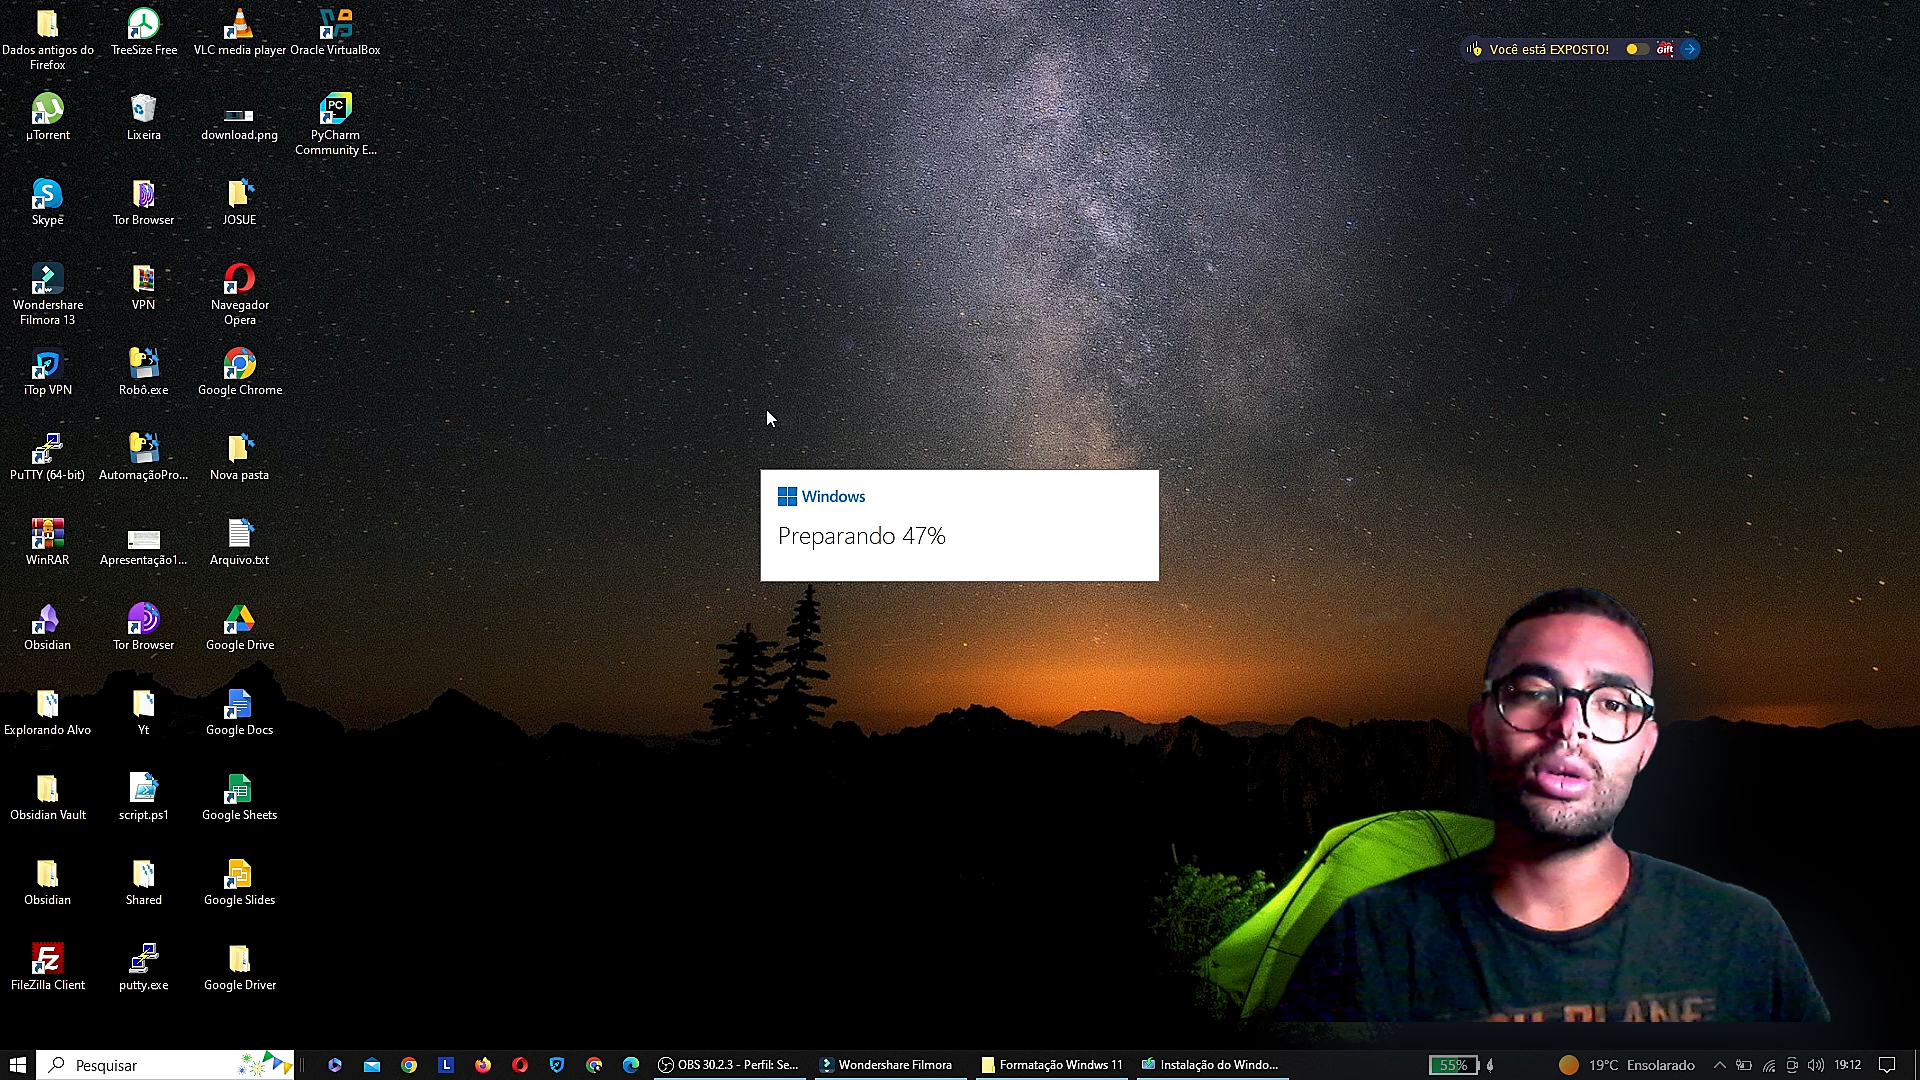 Dados antigos do
Firefox
TreeSize Free
VLC media player
Oracle VirtualBox
Você está EXPOSTO!
Gift
µTorrent
Lixeira
download.png
PC
PyCharm
Community E...
Skype
Tor Browser
JOSUE
Wondershare
Filmora 13
VPN
Navegador
Opera
iTop VPN
Robô.exe
Google Chrome
PuTTY (64-bit)
AutomaçãoPro...
Nova pasta
Windows
Preparando 47%
WinRAR
Apresentação1...
Arquivo.txt
Obsidian
Tor Browser
Google Drive
Explorando Alvo
Yt
Google Docs
Obsidian Vault
script.ps1
Google Sheets
Obsidian
Shared
Google Slides
FileZilla Client
putty.exe
Google Driver
Pesquisar
L
OBS 30.2.3 - Perfil: Se...
Wondershare Filmora
Formatação Windws 11
Instalação do Windo...
55%
19°C Ensolarado
19:12